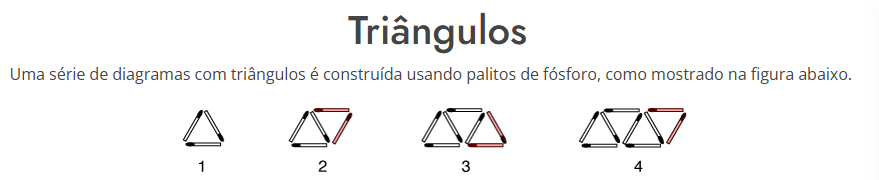 Triângulos
Uma série de diagramas com triângulos é construída usando palitos de fósforo, como mostrado na figura abaixo.
1 2 3 4